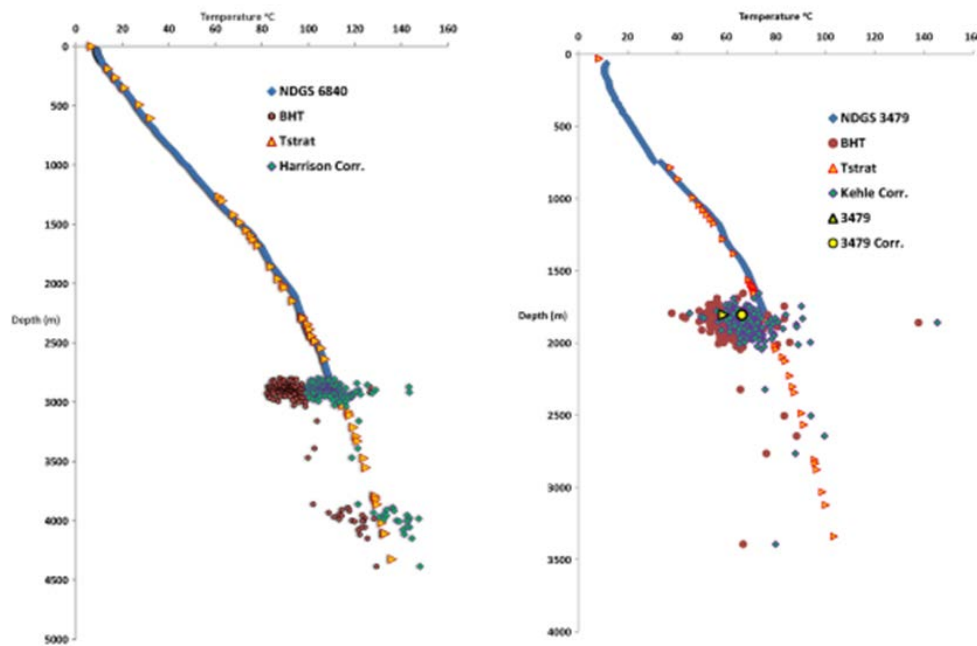 Temperature °C
0 20 40 60 80 100 120 140 160
0
500
1000
1500
2000
2500
3000
3500
4000
4500
5000
Depth (m)
NDGS 6840
BHT
Tstrat
Harrison Corr.
Temperature °C
0 20 40 60 80 100 120 140 160
0
500
1000
1500
2000
2500
3000
3500
4000
Depth (m)
NDGS 3479
BHT
Tstrat
Kehle Corr.
3479
3479 Corr.